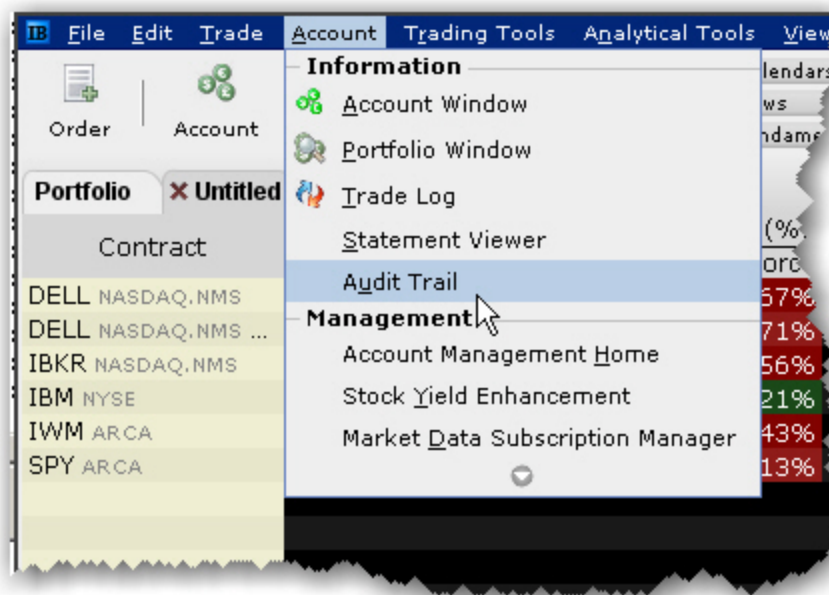 IB File Edit Trade Account Trading Tools Analytical Tools View
Information
Order Account
Account Window
Portfolio Window
Trade Log
Statement Viewer
Audit Trail
Management
Account Management Home
Stock Yield Enhancement
Market Data Subscription Manager
Portfolio Untitled
Contract
DELL NASDAQ.NMS
DELL NASDAQ.NMS ...
IBKR NASDAQ.NMS
IBM NYSE
IWM ARCA
SPY ARCA
(%
67%
71%
56%
21%
43%
13%